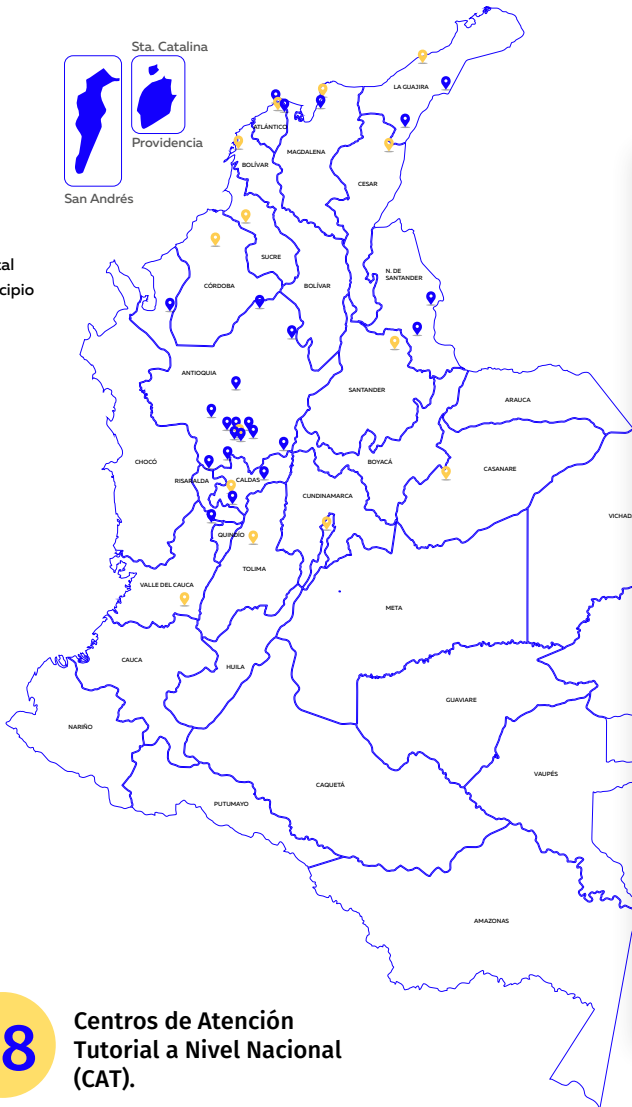 Sta. Catalina
Providencia
San Andrés
tal
cipio
LA GUAJIRA
ATLÁNTICO
MAGDALENA
BOLÍVAR
CESAR
SUCRE
N. DE
SANTANDER
CÓRDOBA
BOLÍVAR
ANTIOQUIA
SANTANDER
ARAUCA
CHOCÓ
BOYACÁ
CASANARE
RISARALDA
CALDAS
CUNDINAMARCA
VICHADA
QUINDÍO
TOLIMA
VALLE DEL CAUCA
META
CAUCA
HUILA
GUAVIARE
NARIÑO
VAUPÉS
CAQUETÁ
PUTUMAYO
AMAZONAS
8
Centros de Atención
Tutorial a Nivel Nacional
(CAT).